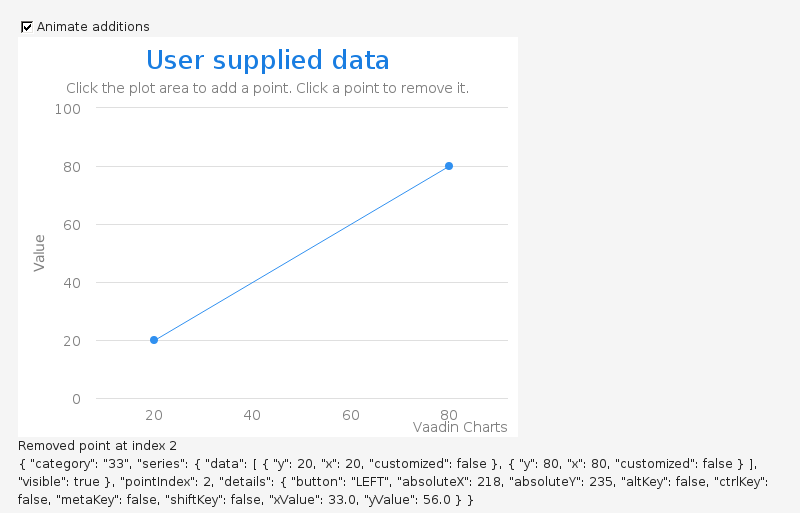 Animate additions
User supplied data
Click the plot area to add a point. Click a point to remove it.
100
80
60
40
20
0
Value
20
40
60
80
Vaadin Charts
Removed point at index 2
{ "category": "33", "series": { "data": [ { "y": 20, "x": 20, "customized": false }, { "y": 80, "x": 80, "customized": false } ],
"visible": true }, "pointIndex": 2, "details": { "button": "LEFT", "absoluteX": 218, "absoluteY": 235, "altKey": false, "ctrlKey":
false, "metaKey": false, "shiftKey": false, "xValue": 33.0, "yValue": 56.0 } }